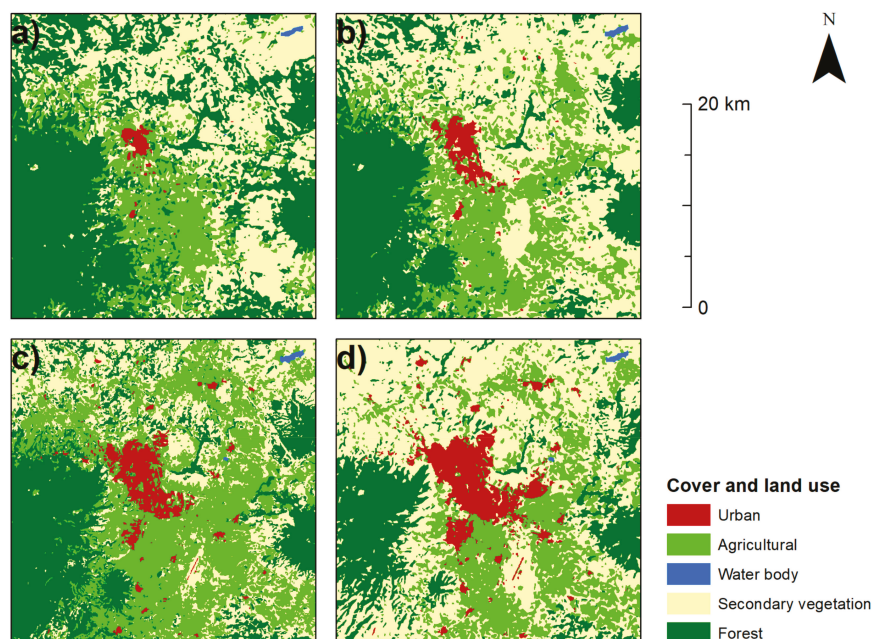 a)
b)
N
20 km
0
c)
d)
Cover and land use
Urban
Agricultural
Water body
Secondary vegetation
Forest